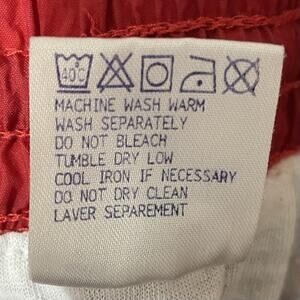 40°C
MACHINE WASH WARM
WASH SEPARATELY
DO NOT BLEACH
TUMBLE DRY LOW
COOL IRON IF NECESSARY
DO NOT DRY CLEAN
LAVER SEPAREMENT